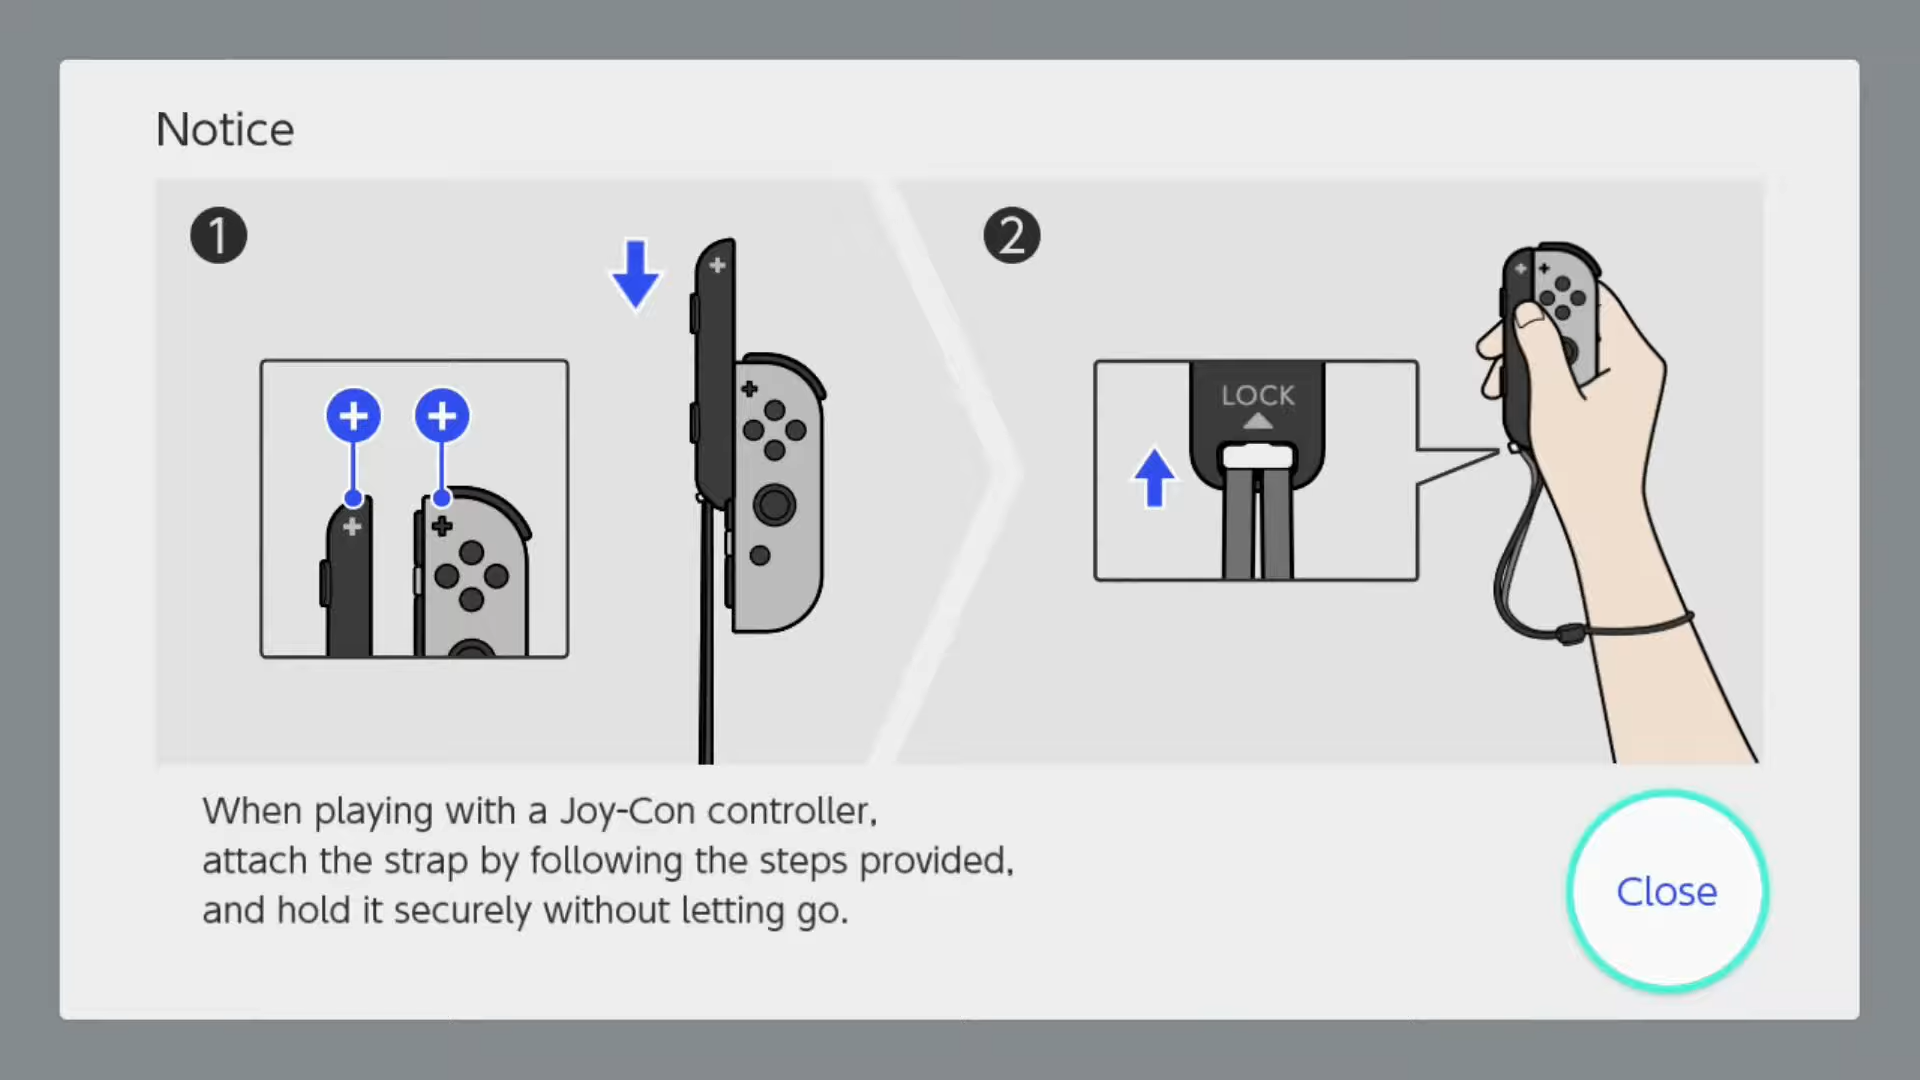 Notice
1
2
LOCK
When playing with a Joy-Con controller,
attach the strap by following the steps provided,
and hold it securely without letting go.
Close